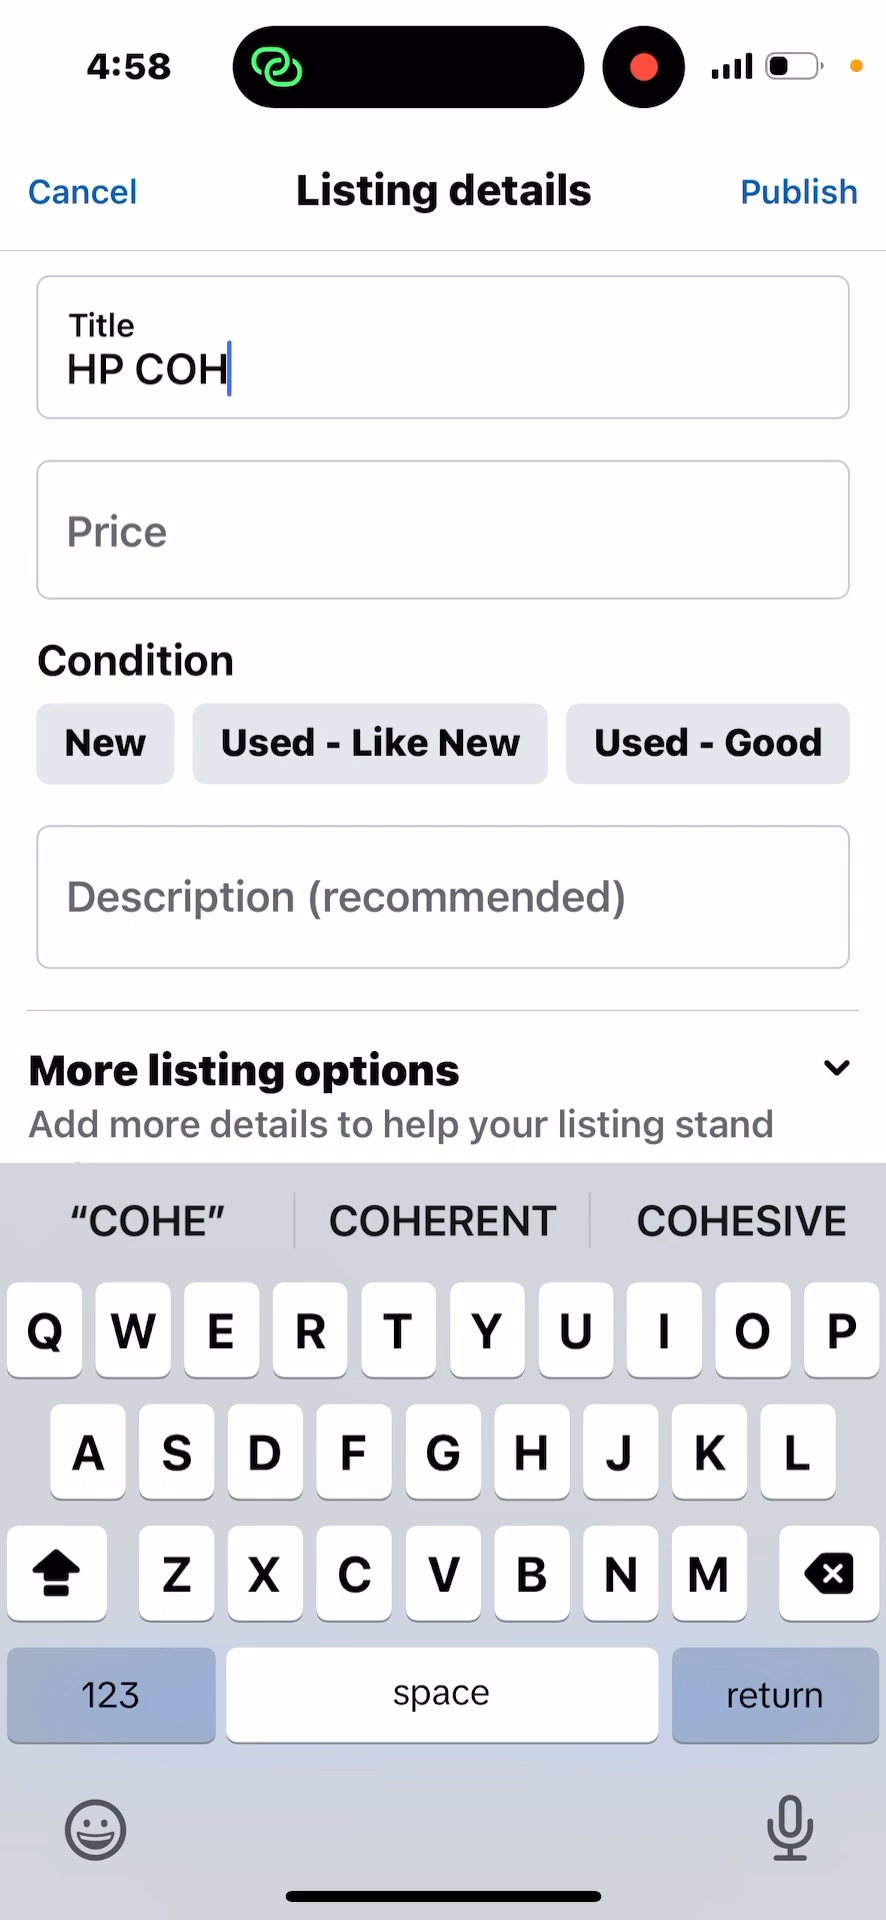 4:58
Cancel
Listing details
Publish
Title
HP COH
Price
Condition
New
Used - Like New
Used - Good
Description (recommended)
More listing options
Add more details to help your listing stand
“COHE”
COHERENT
COHESIVE
Q W E R T Y U I O P
A S D F G H J K L
Z X C V B N M
123
space
return